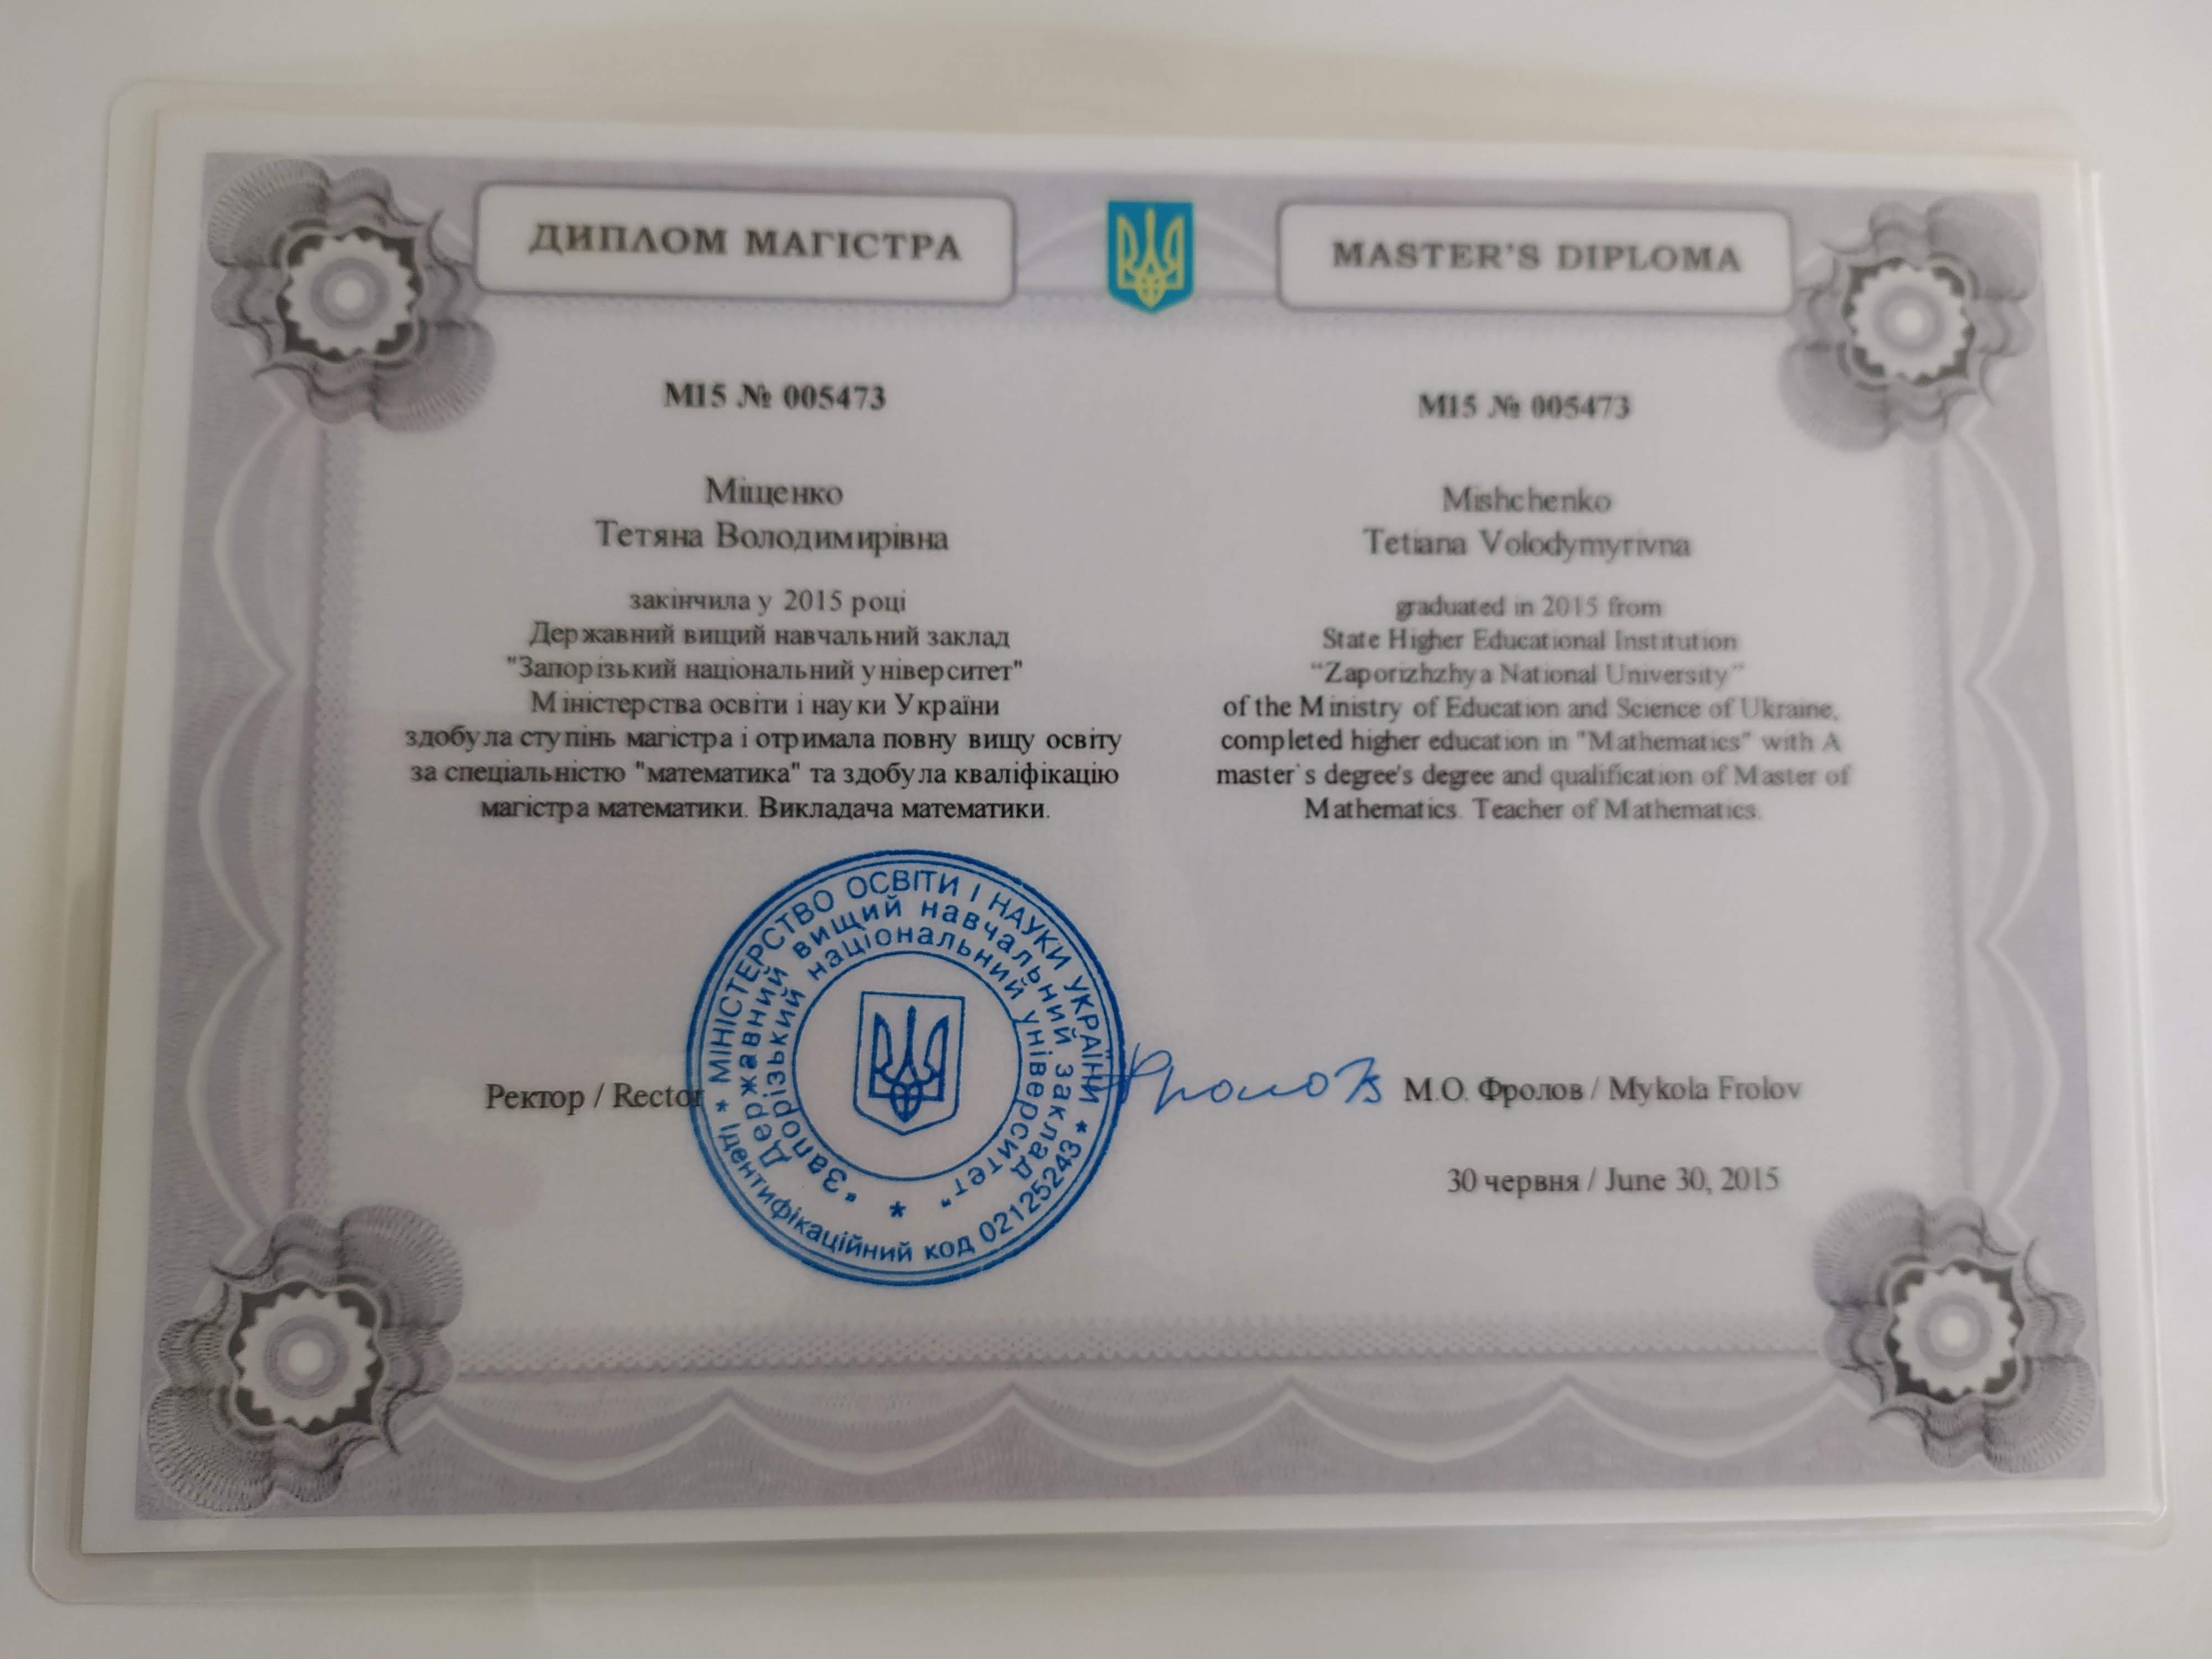 ДИПЛОМ МАГІСТРА
М15 № 005473
Міщенко
Тетяна Володимирівна
закінчила у 2015 році
Державний вищий навчальний заклад
"Запорізький національний університет"
Міністерства освіти і науки України
здобула ступінь магістра і отримала повну вищу освіту
за спеціальністю "математика" та здобула кваліфікацію
магістра математики. Викладача математики.
MASTER'S DIPLOMA
M15 № 005473
Mishchenko
Tetiana Volodymyrivna
graduated in 2015 from
State Higher Educational Institution
"Zaporizhzhya National University"
of the Ministry of Education and Science of Ukraine,
completed higher education in "Mathematics" with A
master`s degree's degree and qualification of Master of
Mathematics. Teacher of Mathematics.
Ректор / Rector
* МІНІСТЕРСТВО ОСВІТИ І НАУКИ УКРАЇНИ *
Ідентифікаційний код 02125243
Державний вищий навчальний заклад
"Запорізький національний університет"
*
Фролов
М.О. Фролов / Mykola Frolov
30 червня / June 30, 2015